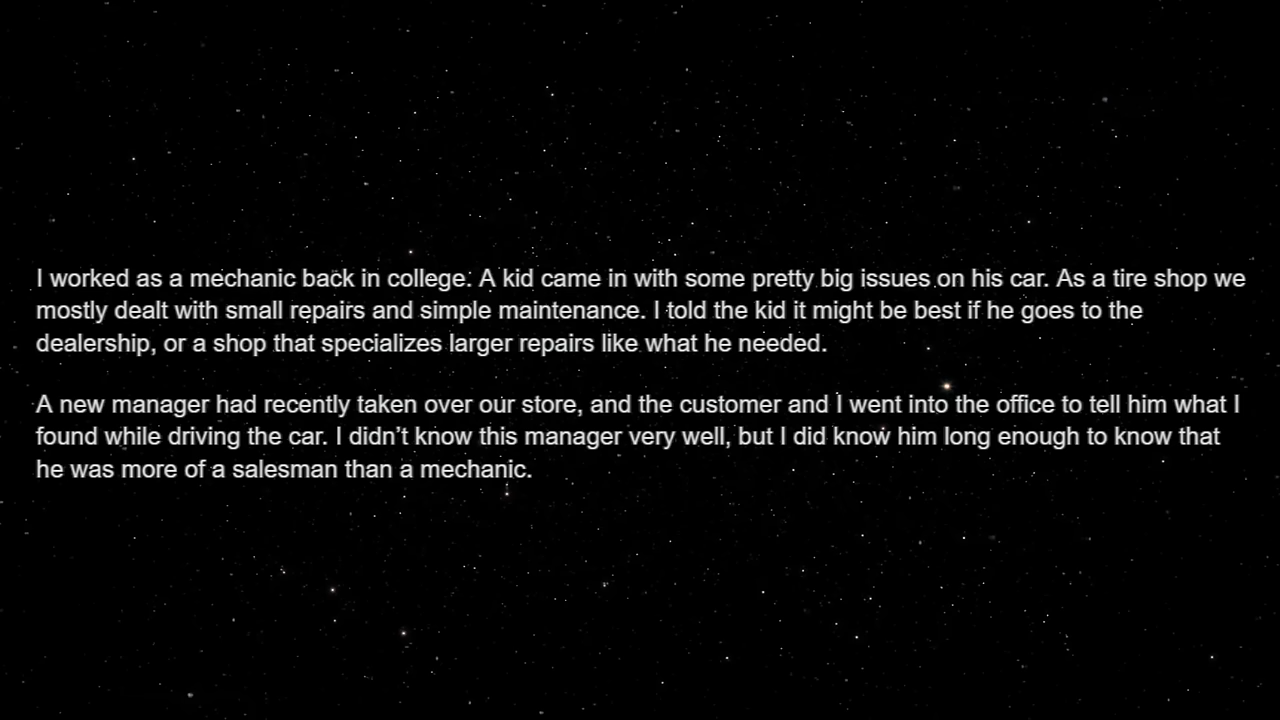 I worked as a mechanic back in college. A kid came in with some pretty big issues on his car. As a tire shop we
mostly dealt with small repairs and simple maintenance. I told the kid it might be best if he goes to the
dealership, or a shop that specializes larger repairs like what he needed.
A new manager had recently taken over our store, and the customer and I went into the office to tell him what I
found while driving the car. I didn’t know this manager very well, but I did know him long enough to know that
he was more of a salesman than a mechanic.